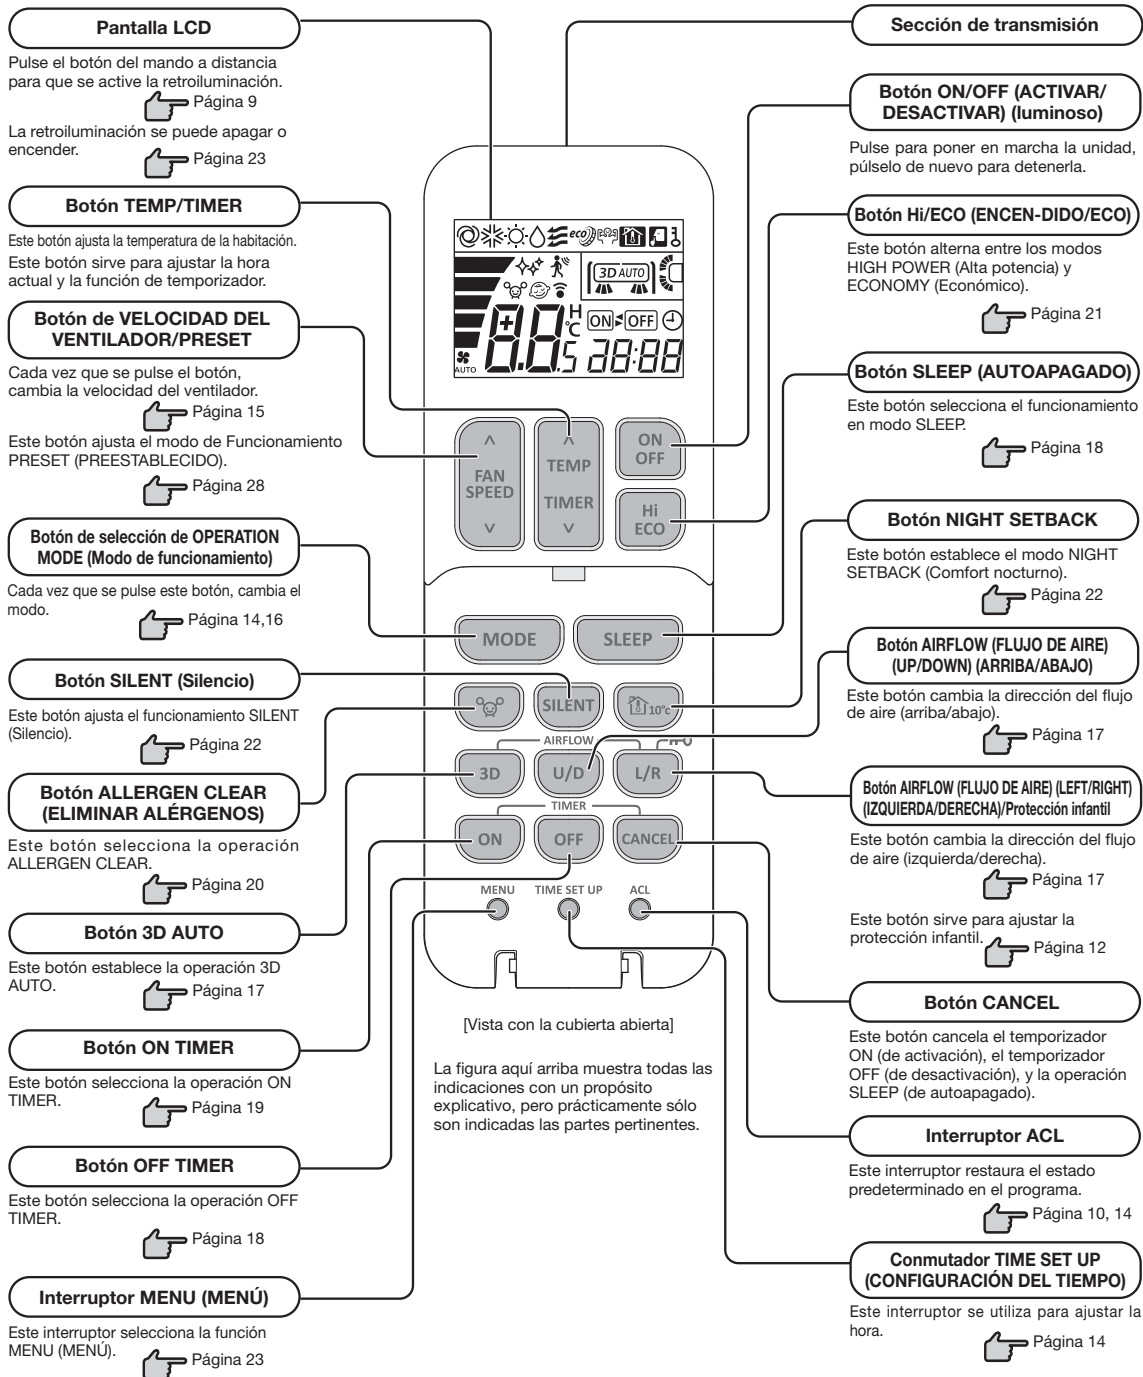 Pantalla LCD
Pulse el botón del mando a distancia
para que se active la retroiluminación.
Página 9
La retroiluminación se puede apagar o
encender.
Página 23
Botón TEMP/TIMER
Este botón ajusta la temperatura de la habitación.
Este botón sirve para ajustar la hora
actual y la función de temporizador.
Botón de VELOCIDAD DEL
VENTILADOR/PRESET
Cada vez que se pulse el botón,
cambia la velocidad del ventilador.
Página 15
Este botón ajusta el modo de Funcionamiento
PRESET (PREESTABLECIDO).
Página 28
Botón de selección de OPERATION
MODE (Modo de funcionamiento)
Cada vez que se pulse este botón, cambia el
modo.
Página 14,16
Botón SILENT (Silencio)
Este botón ajusta el funcionamiento SILENT
(Silencio).
Página 22
Botón ALLERGEN CLEAR
(ELIMINAR ALÉRGENOS)
Este botón selecciona la operación
ALLERGEN CLEAR.
Página 20
Botón 3D AUTO
Este botón establece la operación 3D
AUTO.
Página 17
Botón ON TIMER
Este botón selecciona la operación ON
TIMER.
Página 19
Botón OFF TIMER
Este botón selecciona la operación OFF
TIMER.
Página 18
Interruptor MENU (MENÚ)
Este interruptor selecciona la función
MENU (MENÚ).
Página 23
eco
3D AUTO
H
°C
ON OFF
AUTO
8.8.5 28:88
FAN
SPEED
TEMP
TIMER
ON
OFF
Hi
ECO
MODE
SLEEP
SILENT
10°c
AIRFLOW
3D
U/D
L/R
TIMER
ON
OFF
CANCEL
MENU
TIME SET UP
ACL
[Vista con la cubierta abierta]
La figura aquí arriba muestra todas las
indicaciones con un propósito
explicativo, pero prácticamente sólo
son indicadas las partes pertinentes.
Sección de transmisión
Botón ON/OFF (ACTIVAR/
DESACTIVAR) (luminoso)
Pulse para poner en marcha la unidad,
púlselo de nuevo para detenerla.
Botón Hi/ECO (ENCEN-DIDO/ECO)
Este botón alterna entre los modos
HIGH POWER (Alta potencia) y
ECONOMY (Económico).
Página 21
Botón SLEEP (AUTOAPAGADO)
Este botón selecciona el funcionamiento
en modo SLEEP.
Página 18
Botón NIGHT SETBACK
Este botón establece el modo NIGHT
SETBACK (Comfort nocturno).
Página 22
Botón AIRFLOW (FLUJO DE AIRE)
(UP/DOWN) (ARRIBA/ABAJO)
Este botón cambia la dirección del flujo
de aire (arriba/abajo).
Página 17
Botón AIRFLOW (FLUJO DE AIRE) (LEFT/RIGHT)
(IZQUIERDA/DERECHA)/Protección infantil
Este botón cambia la dirección del flujo
de aire (izquierda/derecha).
Página 17
Este botón sirve para ajustar la
protección infantil.
Página 12
Botón CANCEL
Este botón cancela el temporizador
ON (de activación), el temporizador
OFF (de desactivación), y la operación
SLEEP (de autoapagado).
Interruptor ACL
Este interruptor restaura el estado
predeterminado en el programa.
Página 10, 14
Conmutador TIME SET UP
(CONFIGURACIÓN DEL TIEMPO)
Este interruptor se utiliza para ajustar la
hora.
Página 14